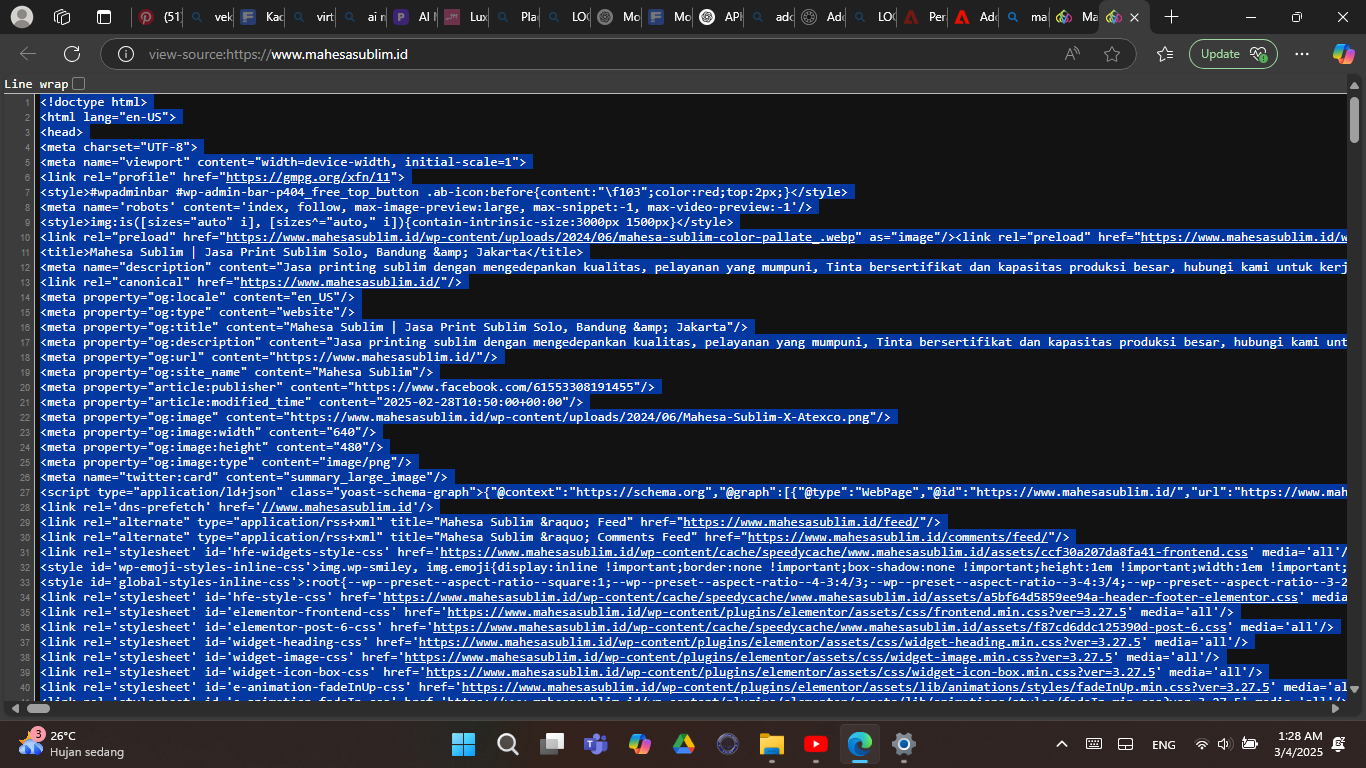 (51
vek
Kac
virt
ai n
AI I
Lux
Pla
LOC
Mo
Mo
API
adc
Ado
LOC
Per
Ado
ma
Ma
view-source:https://www.mahesasublim.id
Update
Line wrap
1 <!doctype html>
2 <html lang="en-US">
3 <head>
4 <meta charset="UTF-8">
5 <meta name="viewport" content="width=device-width, initial-scale=1">
6 <link rel="profile" href="https://gmpg.org/xfn/11">
7 <style>#wpadminbar #wp-admin-bar-p404_free_top_button .ab-icon:before{content:"\f103";color:red;top:2px;}</style>
8 <meta name='robots' content='index, follow, max-image-preview:large, max-snippet:-1, max-video-preview:-1'/>
9 <style>img:is([sizes="auto" i], [sizes^="auto," i]){contain-intrinsic-size:3000px 1500px}</style>
10 <link rel="preload" href="https://www.mahesasublim.id/wp-content/uploads/2024/06/mahesa-sublim-color-pallate_.webp" as="image"/><link rel="preload" href="https://www.mahesasublim.id/w
11 <title>Mahesa Sublim | Jasa Print Sublim Solo, Bandung &amp; Jakarta</title>
12 <meta name="description" content="Jasa printing sublim dengan mengedepankan kualitas, pelayanan yang mumpuni, Tinta bersertifikat dan kapasitas produksi besar, hubungi kami untuk kerj
13 <link rel="canonical" href="https://www.mahesasublim.id/"/>
14 <meta property="og:locale" content="en_US"/>
15 <meta property="og:type" content="website"/>
16 <meta property="og:title" content="Mahesa Sublim | Jasa Print Sublim Solo, Bandung &amp; Jakarta"/>
17 <meta property="og:description" content="Jasa printing sublim dengan mengedepankan kualitas, pelayanan yang mumpuni, Tinta bersertifikat dan kapasitas produksi besar, hubungi kami unt
18 <meta property="og:url" content="https://www.mahesasublim.id/"/>
19 <meta property="og:site_name" content="Mahesa Sublim"/>
20 <meta property="article:publisher" content="https://www.facebook.com/61553308191455"/>
21 <meta property="article:modified_time" content="2025-02-28T10:50:00+00:00"/>
22 <meta property="og:image" content="https://www.mahesasublim.id/wp-content/uploads/2024/06/Mahesa-Sublim-X-Atexco.png"/>
23 <meta property="og:image:width" content="640"/>
24 <meta property="og:image:height" content="480"/>
25 <meta property="og:image:type" content="image/png"/>
26 <meta name="twitter:card" content="summary_large_image"/>
27 <script type="application/ld+json" class="yoast-schema-graph">{"@context":"https://schema.org","@graph":[{"@type":"WebPage","@id":"https://www.mahesasublim.id/","url":"https://www.mah
28 <link rel='dns-prefetch' href='//www.mahesasublim.id'/>
29 <link rel="alternate" type="application/rss+xml" title="Mahesa Sublim &raquo; Feed" href="https://www.mahesasublim.id/feed/"/>
30 <link rel="alternate" type="application/rss+xml" title="Mahesa Sublim &raquo; Comments Feed" href="https://www.mahesasublim.id/comments/feed/"/>
31 <link rel='stylesheet' id='hfe-widgets-style-css' href='https://www.mahesasublim.id/wp-content/cache/speedycache/www.mahesasublim.id/assets/ccf30a207da8fa41-frontend.css' media='all'/
32 <style id='wp-emoji-styles-inline-css'>img.wp-smiley, img.emoji{display:inline !important;border:none !important;box-shadow:none !important;height:1em !important;width:1em !important;
33 <style id='global-styles-inline-css'>:root{--wp--preset--aspect-ratio--square:1;--wp--preset--aspect-ratio--4-3:4/3;--wp--preset--aspect-ratio--3-4:3/4;--wp--preset--aspect-ratio--3-2
34 <link rel='stylesheet' id='hfe-style-css' href='https://www.mahesasublim.id/wp-content/cache/speedycache/www.mahesasublim.id/assets/a5bf64d5859ee94a-header-footer-elementor.css' media
35 <link rel='stylesheet' id='elementor-frontend-css' href='https://www.mahesasublim.id/wp-content/plugins/elementor/assets/css/frontend.min.css?ver=3.27.5' media='all'/>
36 <link rel='stylesheet' id='elementor-post-6-css' href='https://www.mahesasublim.id/wp-content/cache/speedycache/www.mahesasublim.id/assets/f87cd6ddc125390d-post-6.css' media='all'/>
37 <link rel='stylesheet' id='widget-heading-css' href='https://www.mahesasublim.id/wp-content/plugins/elementor/assets/css/widget-heading.min.css?ver=3.27.5' media='all'/>
38 <link rel='stylesheet' id='widget-image-css' href='https://www.mahesasublim.id/wp-content/plugins/elementor/assets/css/widget-image.min.css?ver=3.27.5' media='all'/>
39 <link rel='stylesheet' id='widget-icon-box-css' href='https://www.mahesasublim.id/wp-content/plugins/elementor/assets/css/widget-icon-box.min.css?ver=3.27.5' media='all'/>
40 <link rel='stylesheet' id='e-animation-fadeInUp-css' href='https://www.mahesasublim.id/wp-content/plugins/elementor/assets/lib/animations/styles/fadeInUp.min.css?ver=3.27.5' media='al
3
26°C
Hujan sedang
ENG
1:28 AM
3/4/2025